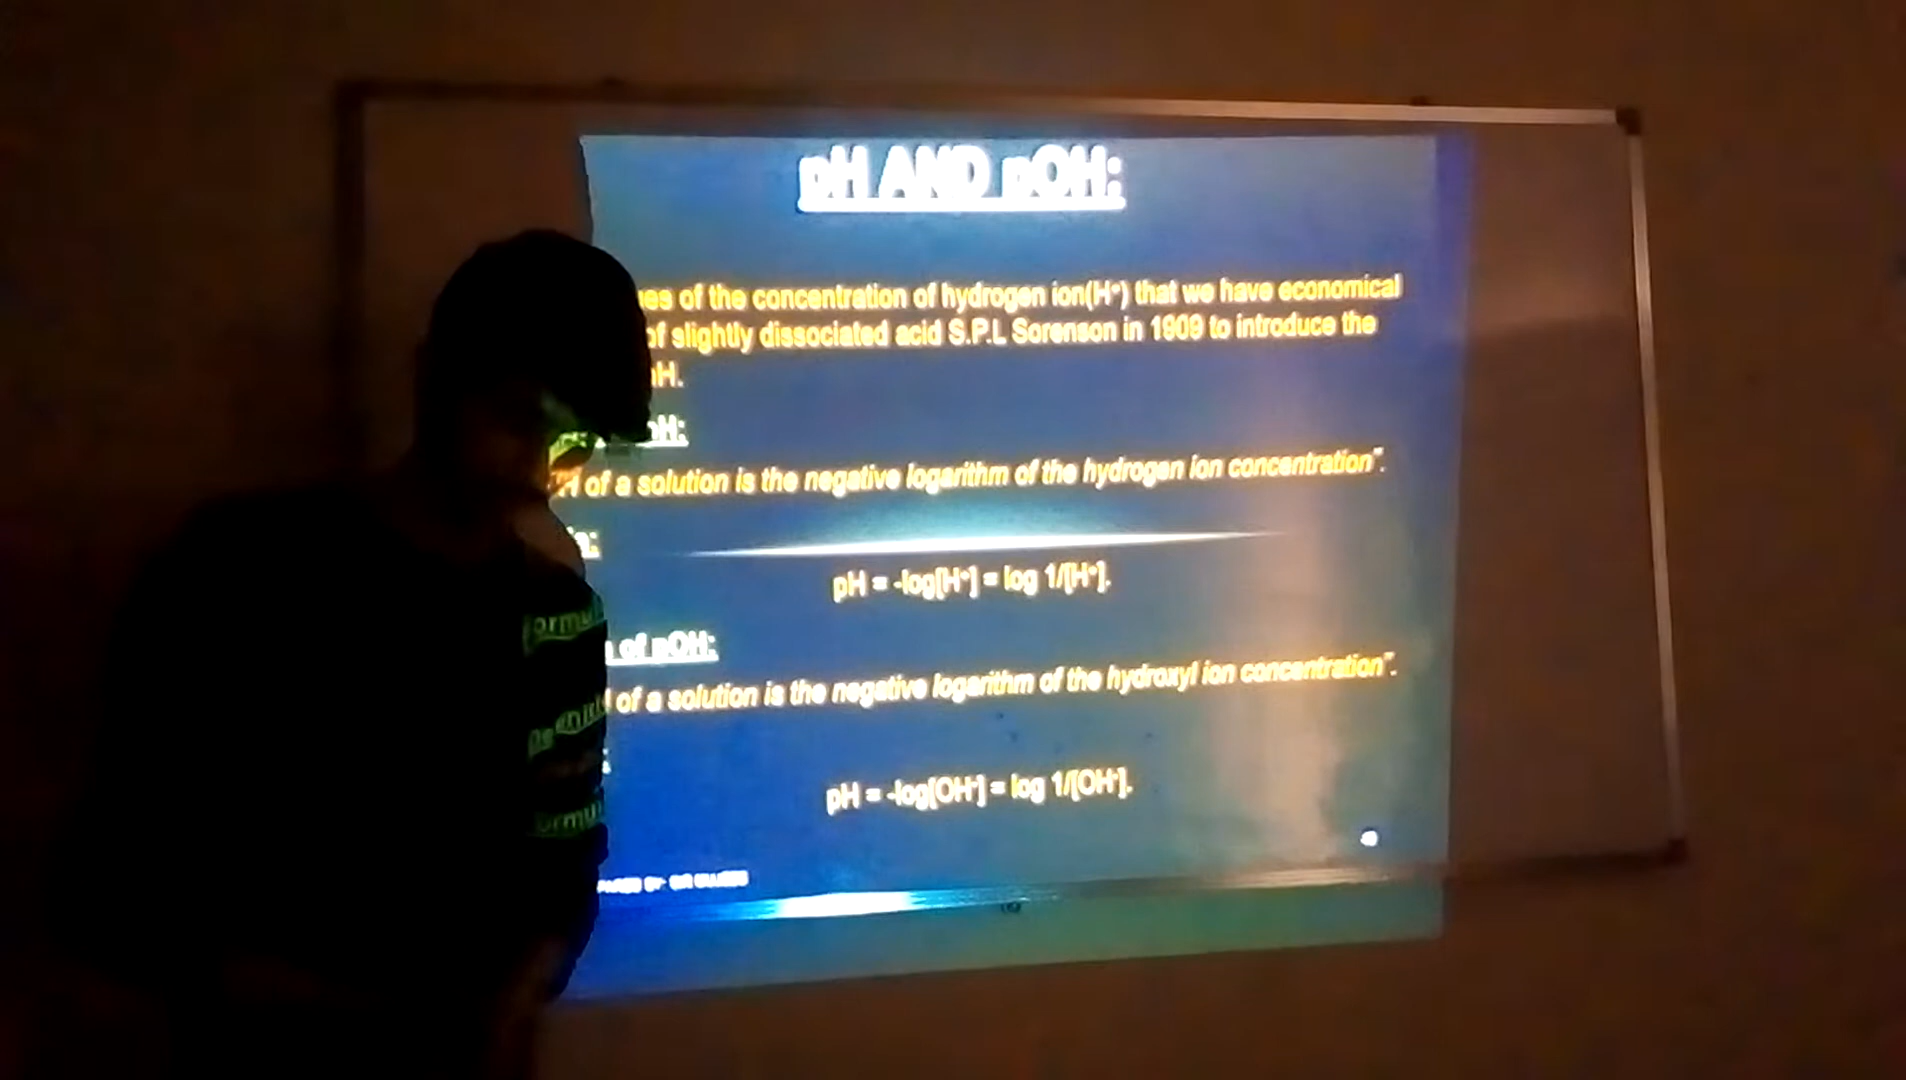 pH AND pOH:
of the concentration of hydrogen ion(H+) that we have economical
of slightly dissociated acid S.P.L Sorenson in 1909 to introduce the
pH.
pH:
of a solution is the negative logarithm of the hydrogen ion concentration”.
pH = -log[H+] = log 1/[H+].
of pOH:
of a solution is the negative logarithm of the hydroxyl ion concentration”.
pH = -log[OH-] = log 1/[OH-].